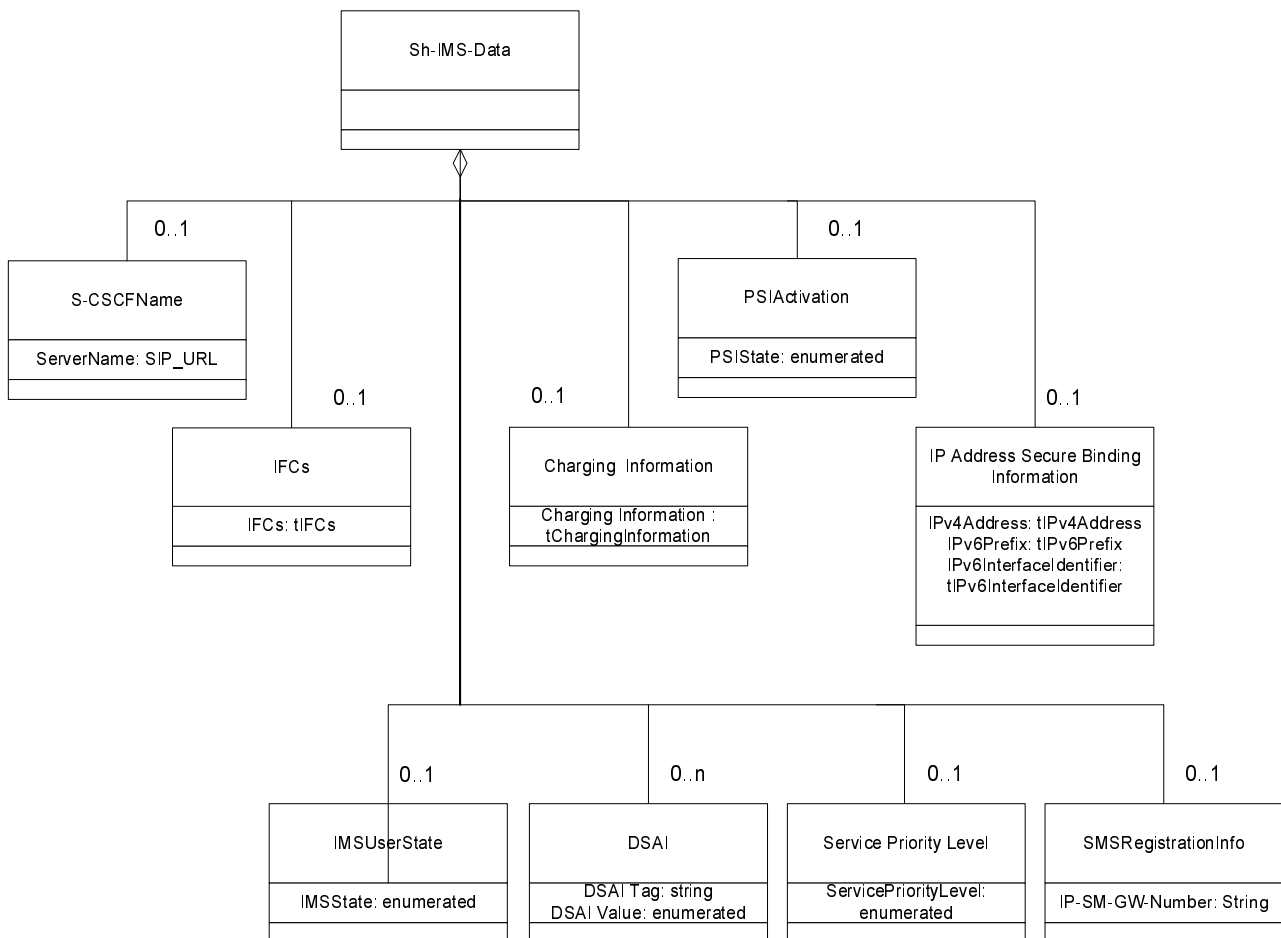 Sh-IMS-Data
0..1
0..1
S-CSCFName
ServerName: SIP_URL
PSIActivation
PSIState: enumerated
0..1
0..1
0..1
IFCs
IFCs: tIFCs
Charging Information
Charging Information :
tChargingInformation
IP Address Secure Binding
Information
IPv4Address: tIPv4Address
IPv6Prefix: tIPv6Prefix
IPv6InterfaceIdentifier:
tIPv6InterfaceIdentifier
0..1
0..n
0..1
0..1
IMSUserState
IMSState: enumerated
DSAI
DSAI Tag: string
DSAI Value: enumerated
Service Priority Level
ServicePriorityLevel:
enumerated
SMSRegistrationInfo
IP-SM-GW-Number: String